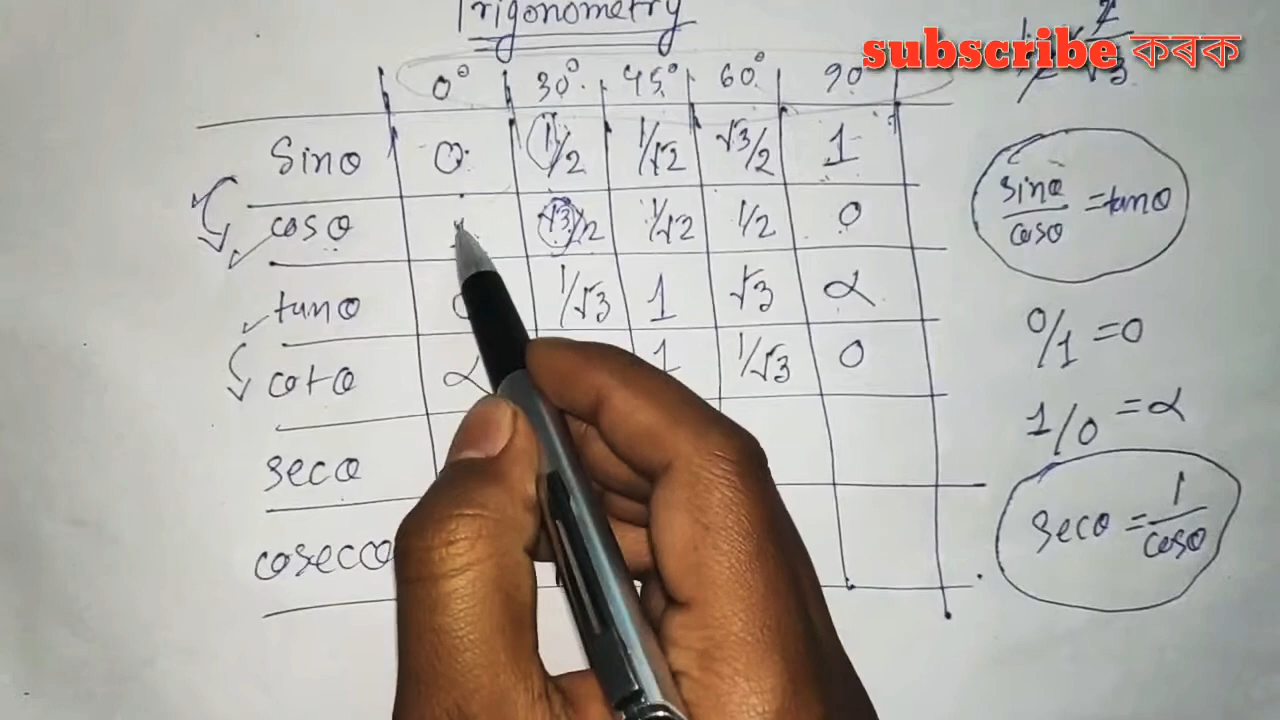 Trigonometry
subscribe কৰক
0° 30° 45° 60° 90
Sinθ 0 1/2 1/√2 √3/2 1
cosθ √3/2 1/√2 1/2 0
tanθ 1/√3 1 √3 α
cotθ α 1 1/√3 0
secθ
cosecθ
sinθ/cosθ = tanθ
0/1 = 0
1/0 = α
secθ = 1/cosθ